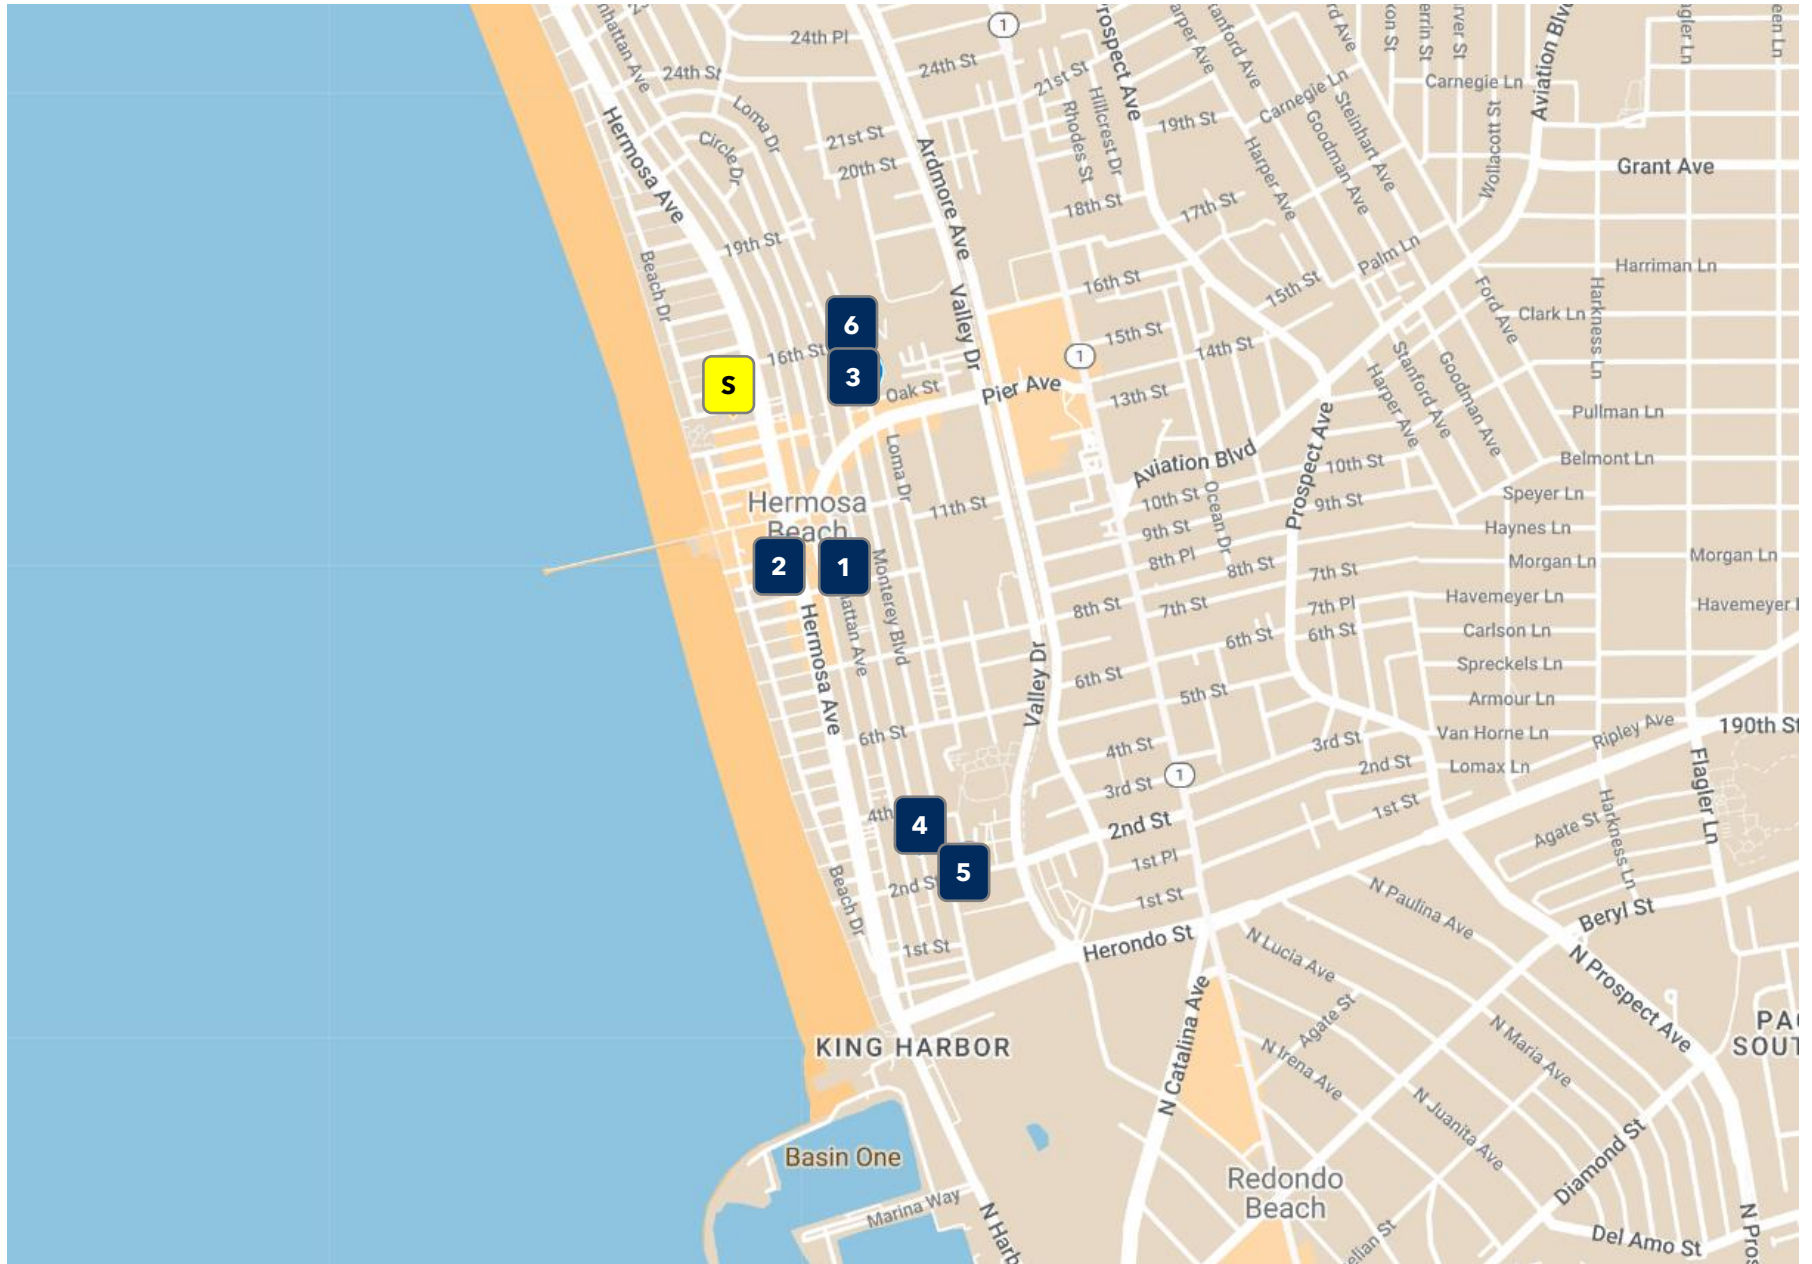 24th Pl
24th St
24th St
21st St
Hermosa Ave
Loma Dr
Circle Dr
21st St
20th St
Ardmore Ave
Rhodes St
Hillcrest Dr
Prospect Ave
19th St
Carnegie Ln
Steinhart Ave
Goodman Ave
Harper Ave
Carnegie Ln
Wollacott St
Aviation Blvd
Grant Ave
18th St
17th St
Beach Dr
19th St
Valley Dr
16th St
15th St
Palm Ln
Harriman Ln
Ford Ave
Clark Ln
Harkness Ln
1
1
6
16th St
S
3
Oak St
Pier Ave
15th St
14th St
13th St
Stanford Ave
Harper Ave
Goodman Ave
Pullman Ln
Loma Dr
Aviation Blvd
Prospect Ave
10th St
Belmont Ln
Hermosa
Beach
11th St
10th St
Ocean Dr
9th St
Speyer Ln
9th St
Haynes Ln
2
1
Monterey Blvd
8th Pl
8th St
7th St
Morgan Ln
Morgan Ln
Hermosa Ave
8th St
7th St
7th Pl
Havemeyer Ln
Havemeyer
6th St
6th St
Carlson Ln
Valley Dr
6th St
Spreckels Ln
5th St
Armour Ln
6th St
4th St
3rd St
Van Horne Ln
Ripley Ave
190th St
1
2nd St
Lomax Ln
Flagler Ln
3rd St
1st St
4th
4
2nd St
Agate St
Harkness Ln
Beach Dr
2nd St
5
1st Pl
1st St
N Paulina Ave
Beryl St
1st St
Herondo St
N Lucia Ave
N Prospect Ave
KING HARBOR
N Catalina Ave
Agate St
N Irena Ave
N Maria Ave
N Juanita Ave
Basin One
Redondo
Beach
Diamond St
Marina Way
Del Amo St